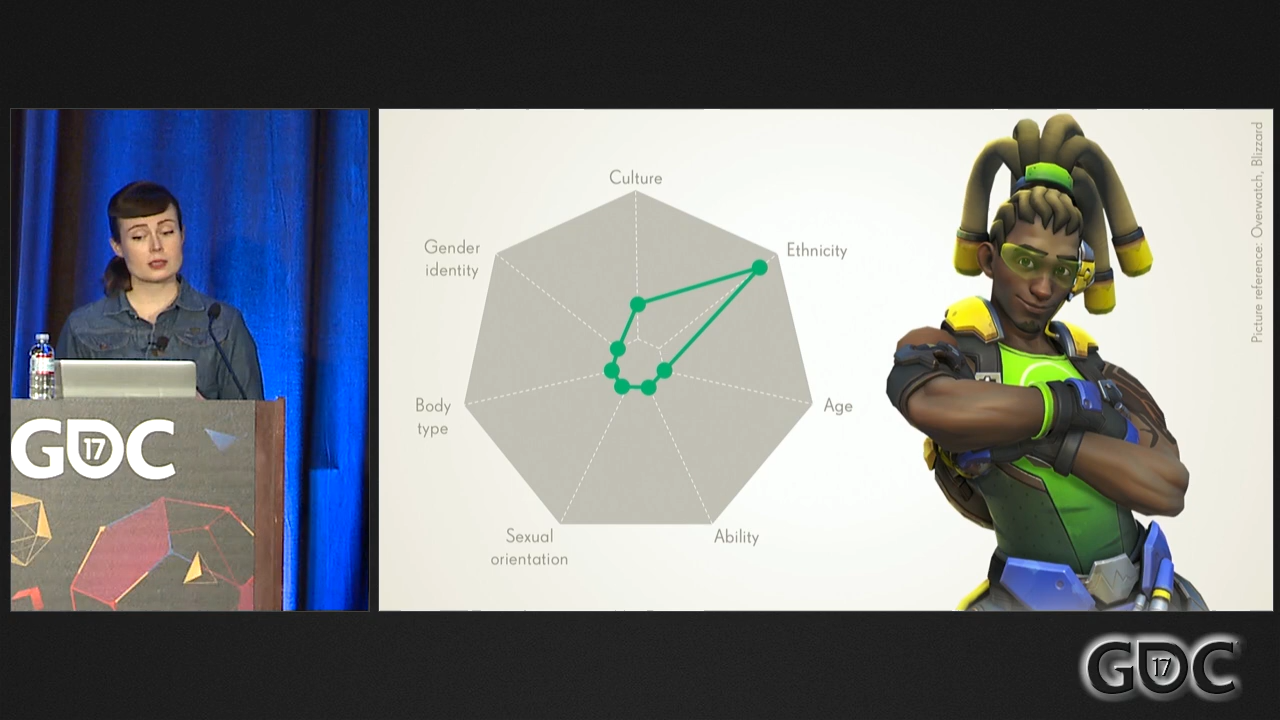 GDC
17
Culture
Ethnicity
Age
Ability
Sexual
orientation
Body
type
Gender
identity
Picture reference: Overwatch, Blizzard
GDC
17